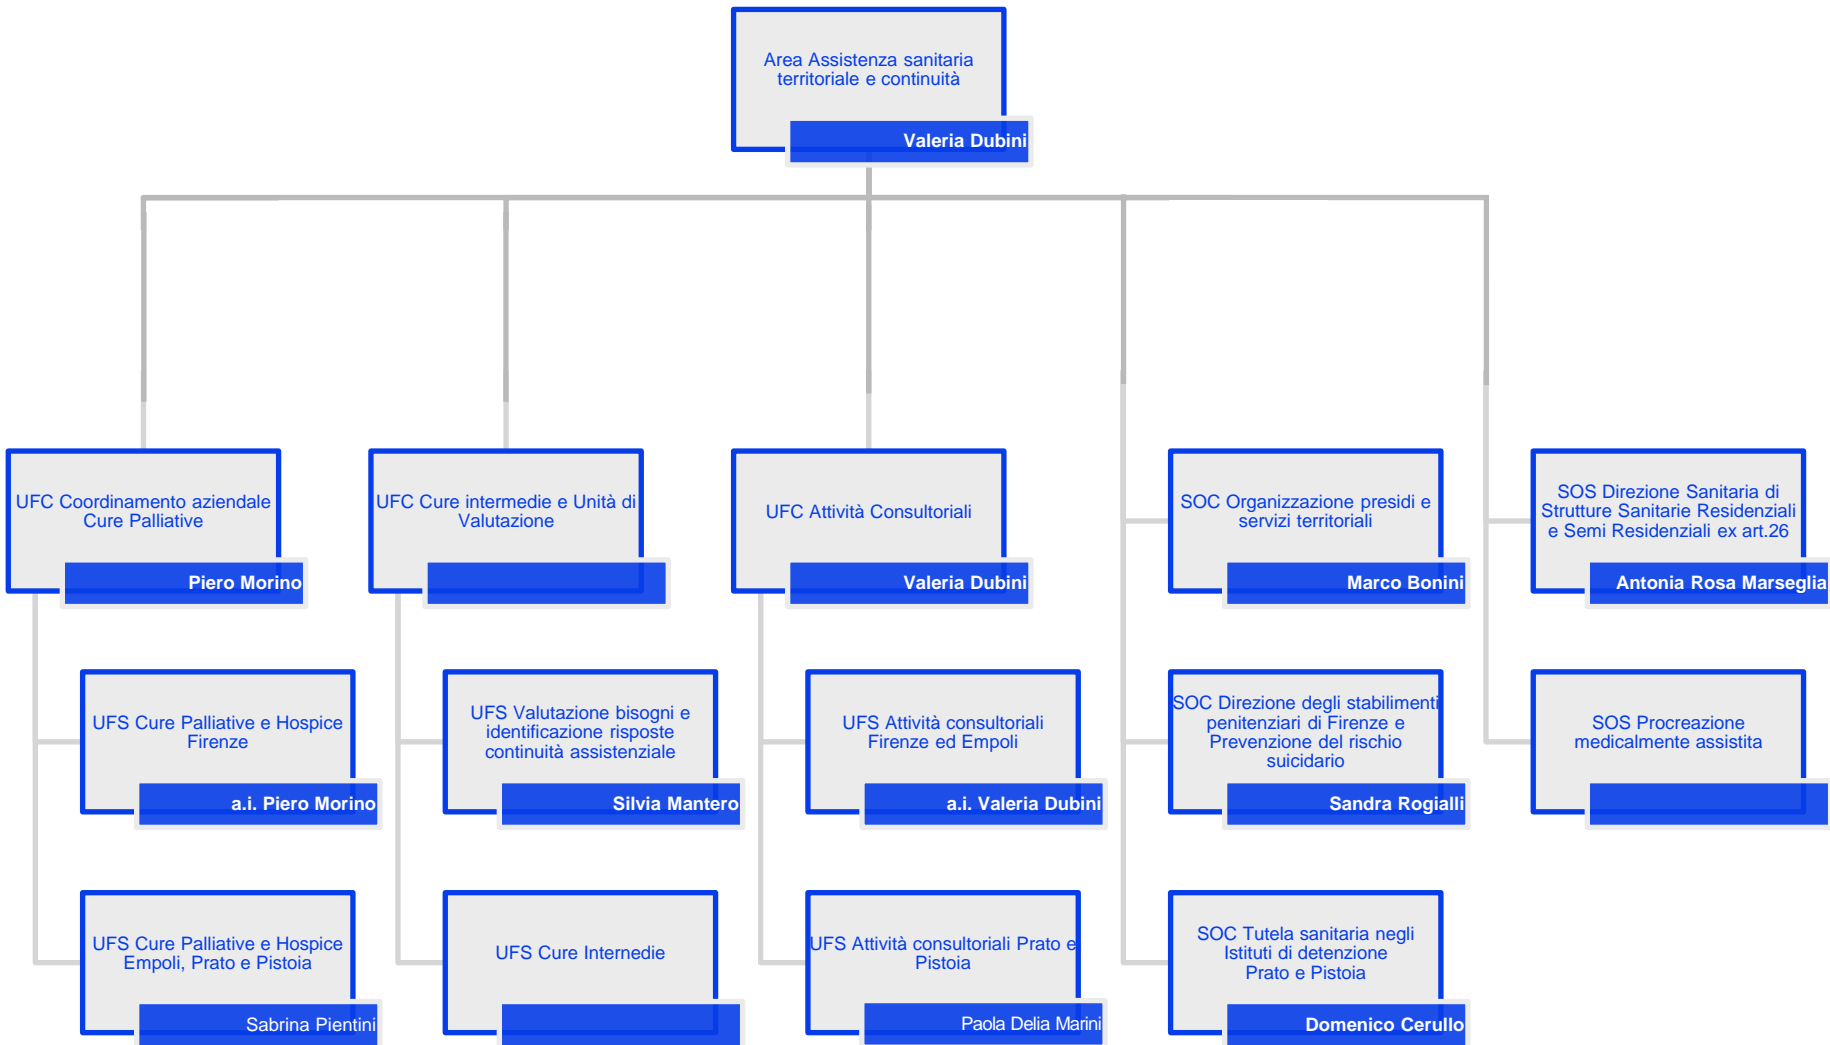 Area Assistenza sanitaria
territoriale e continuità
Valeria Dubini
UFC Coordinamento aziendale
Cure Palliative
Piero Morino
UFC Cure intermedie e Unità di
Valutazione
UFC Attività Consultoriali
Valeria Dubini
SOC Organizzazione presidi e
servizi territoriali
Marco Bonini
SOS Direzione Sanitaria di
Strutture Sanitarie Residenziali
e Semi Residenziali ex art.26
Antonia Rosa Marseglia
UFS Cure Palliative e Hospice
Firenze
a.i. Piero Morino
UFS Valutazione bisogni e
identificazione risposte
continuità assistenziale
Silvia Mantero
UFS Attività consultoriali
Firenze ed Empoli
a.i. Valeria Dubini
SOC Direzione degli stabilimenti
penitenziari di Firenze e
Prevenzione del rischio
suicidario
Sandra Rogialli
SOS Procreazione
medicalmente assistita
UFS Cure Palliative e Hospice
Empoli, Prato e Pistoia
Sabrina Pientini
UFS Cure Internedie
UFS Attività consultoriali Prato e
Pistoia
Paola Delia Marini
SOC Tutela sanitaria negli
Istituti di detenzione
Prato e Pistoia
Domenico Cerullo